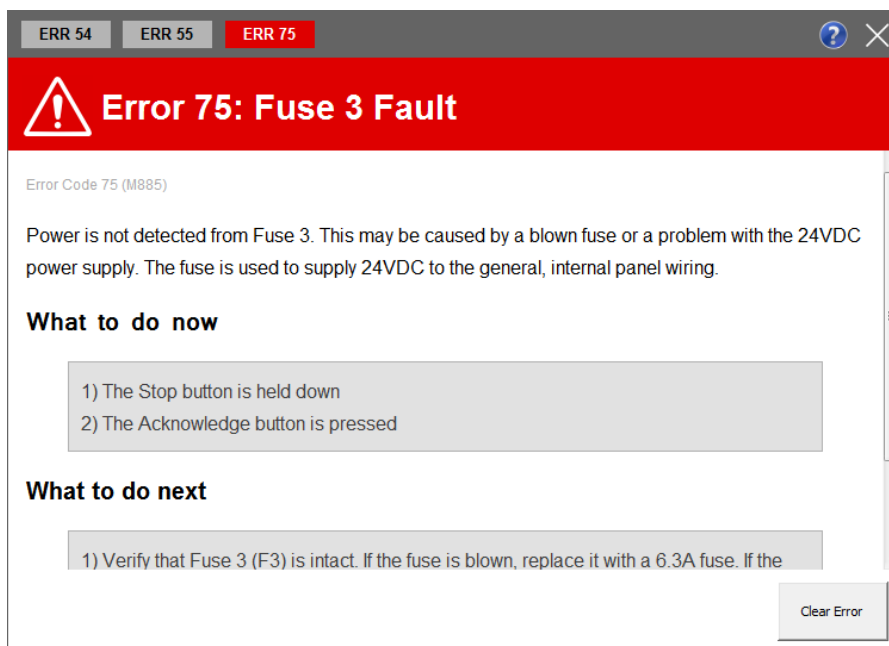 ERR 54 ERR 55 ERR 75
?
Error 75: Fuse 3 Fault
Error Code 75 (M885)
Power is not detected from Fuse 3. This may be caused by a blown fuse or a problem with the 24VDC
power supply. The fuse is used to supply 24VDC to the general, internal panel wiring.
What to do now
1) The Stop button is held down
2) The Acknowledge button is pressed
What to do next
1) Verify that Fuse 3 (F3) is intact. If the fuse is blown, replace it with a 6.3A fuse. If the
Clear Error